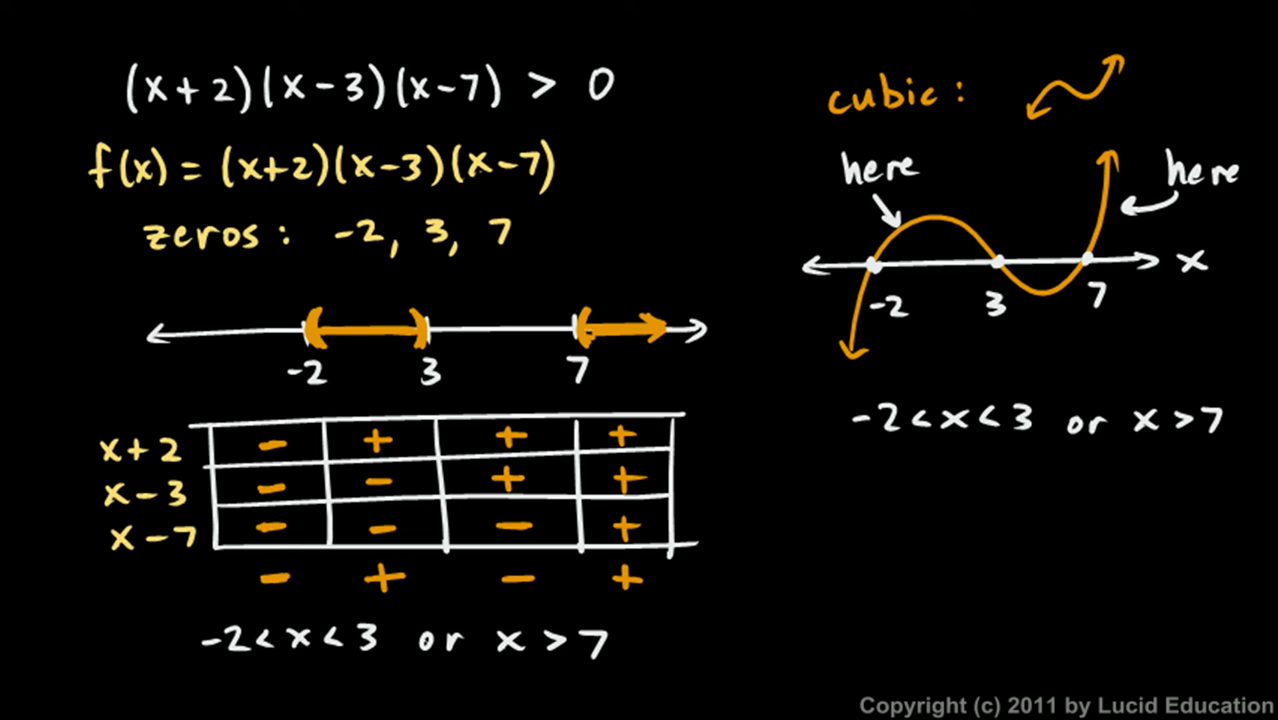 (x+2)(x-3)(x-7) > 0
f(x) = (x+2)(x-3)(x-7)
zeros: -2, 3, 7
-2 3 7
x+2 - + + +
x-3 - - + +
x-7 - - - +
- + - +
-2<x<3 or x>7
cubic:
here here
x
-2 3 7
-2<x<3 or x>7
Copyright (c) 2011 by Lucid Education